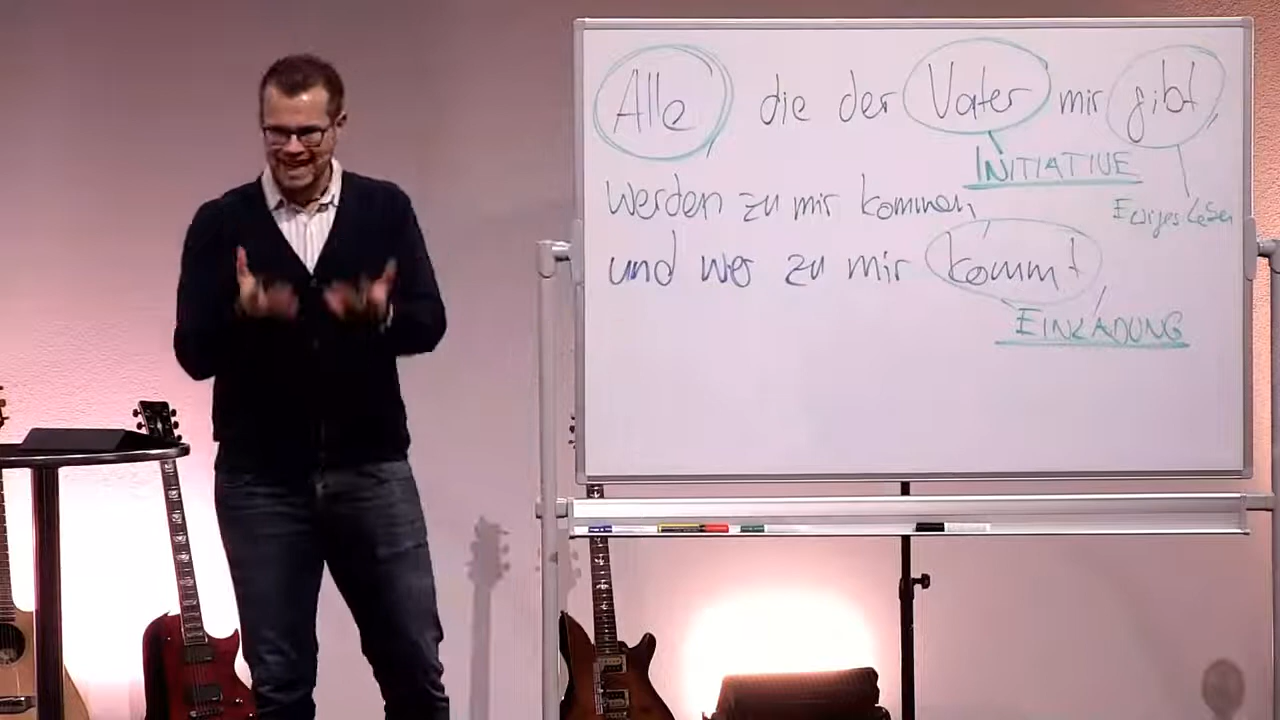 Alle die der Vater mir gibt,
INITIATIVE
Ewiges Leben
werden zu mir kommen,
und wer zu mir kommt,
EINLADUNG